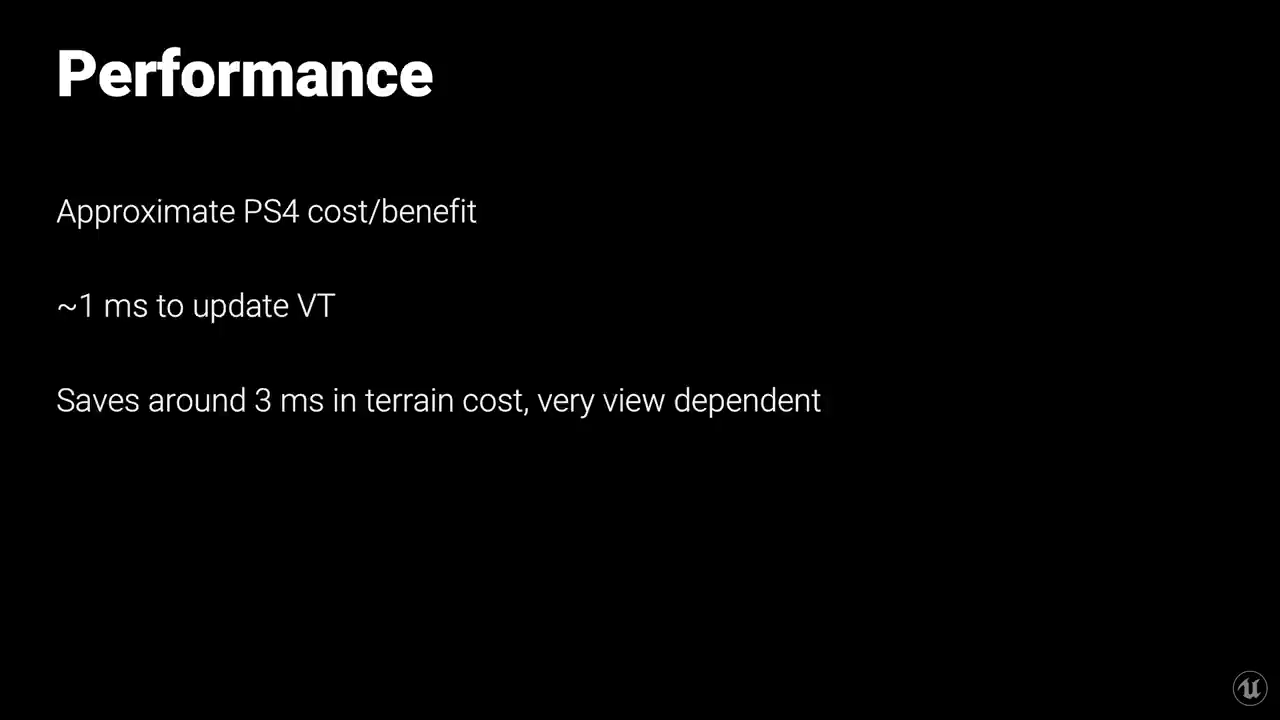 Performance
Approximate PS4 cost/benefit
~1 ms to update VT
Saves around 3 ms in terrain cost, very view dependent